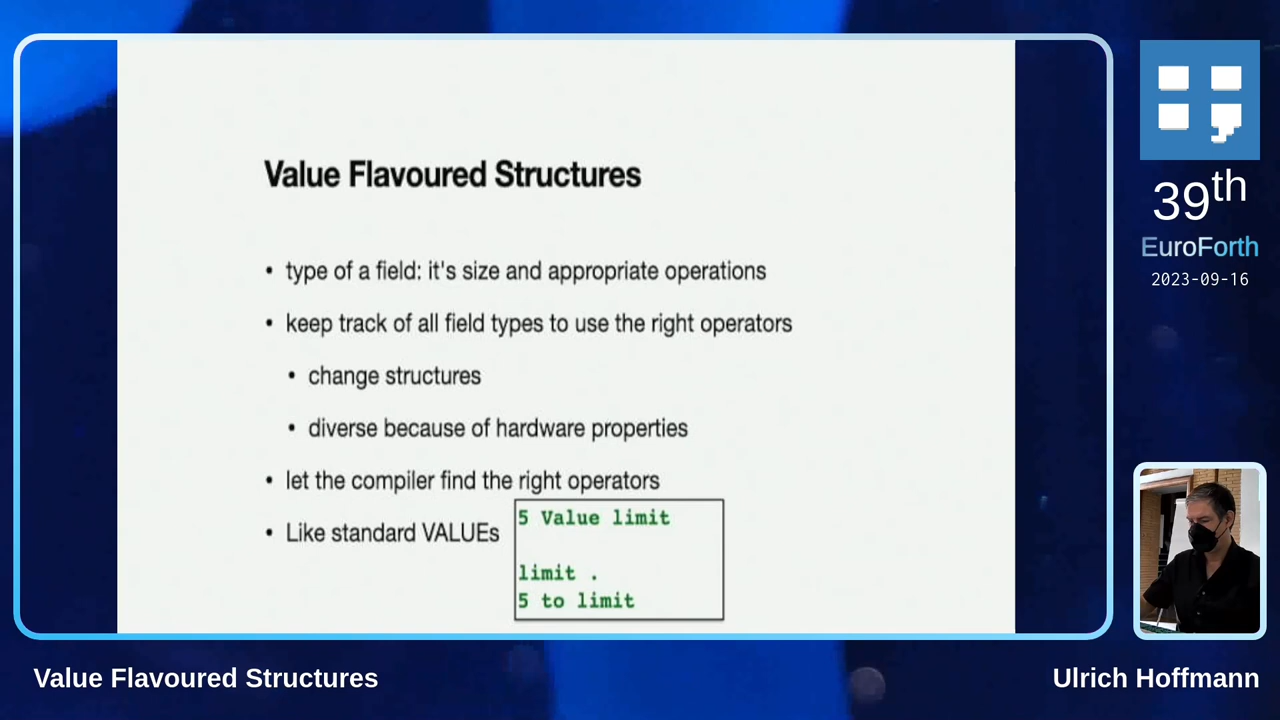 Value Flavoured Structures
• type of a field: it's size and appropriate operations
• keep track of all field types to use the right operators
• change structures
• diverse because of hardware properties
• let the compiler find the right operators
• Like standard VALUEs
5 Value limit
limit .
5 to limit
39th
EuroForth
2023-09-16
Value Flavoured Structures
Ulrich Hoffmann